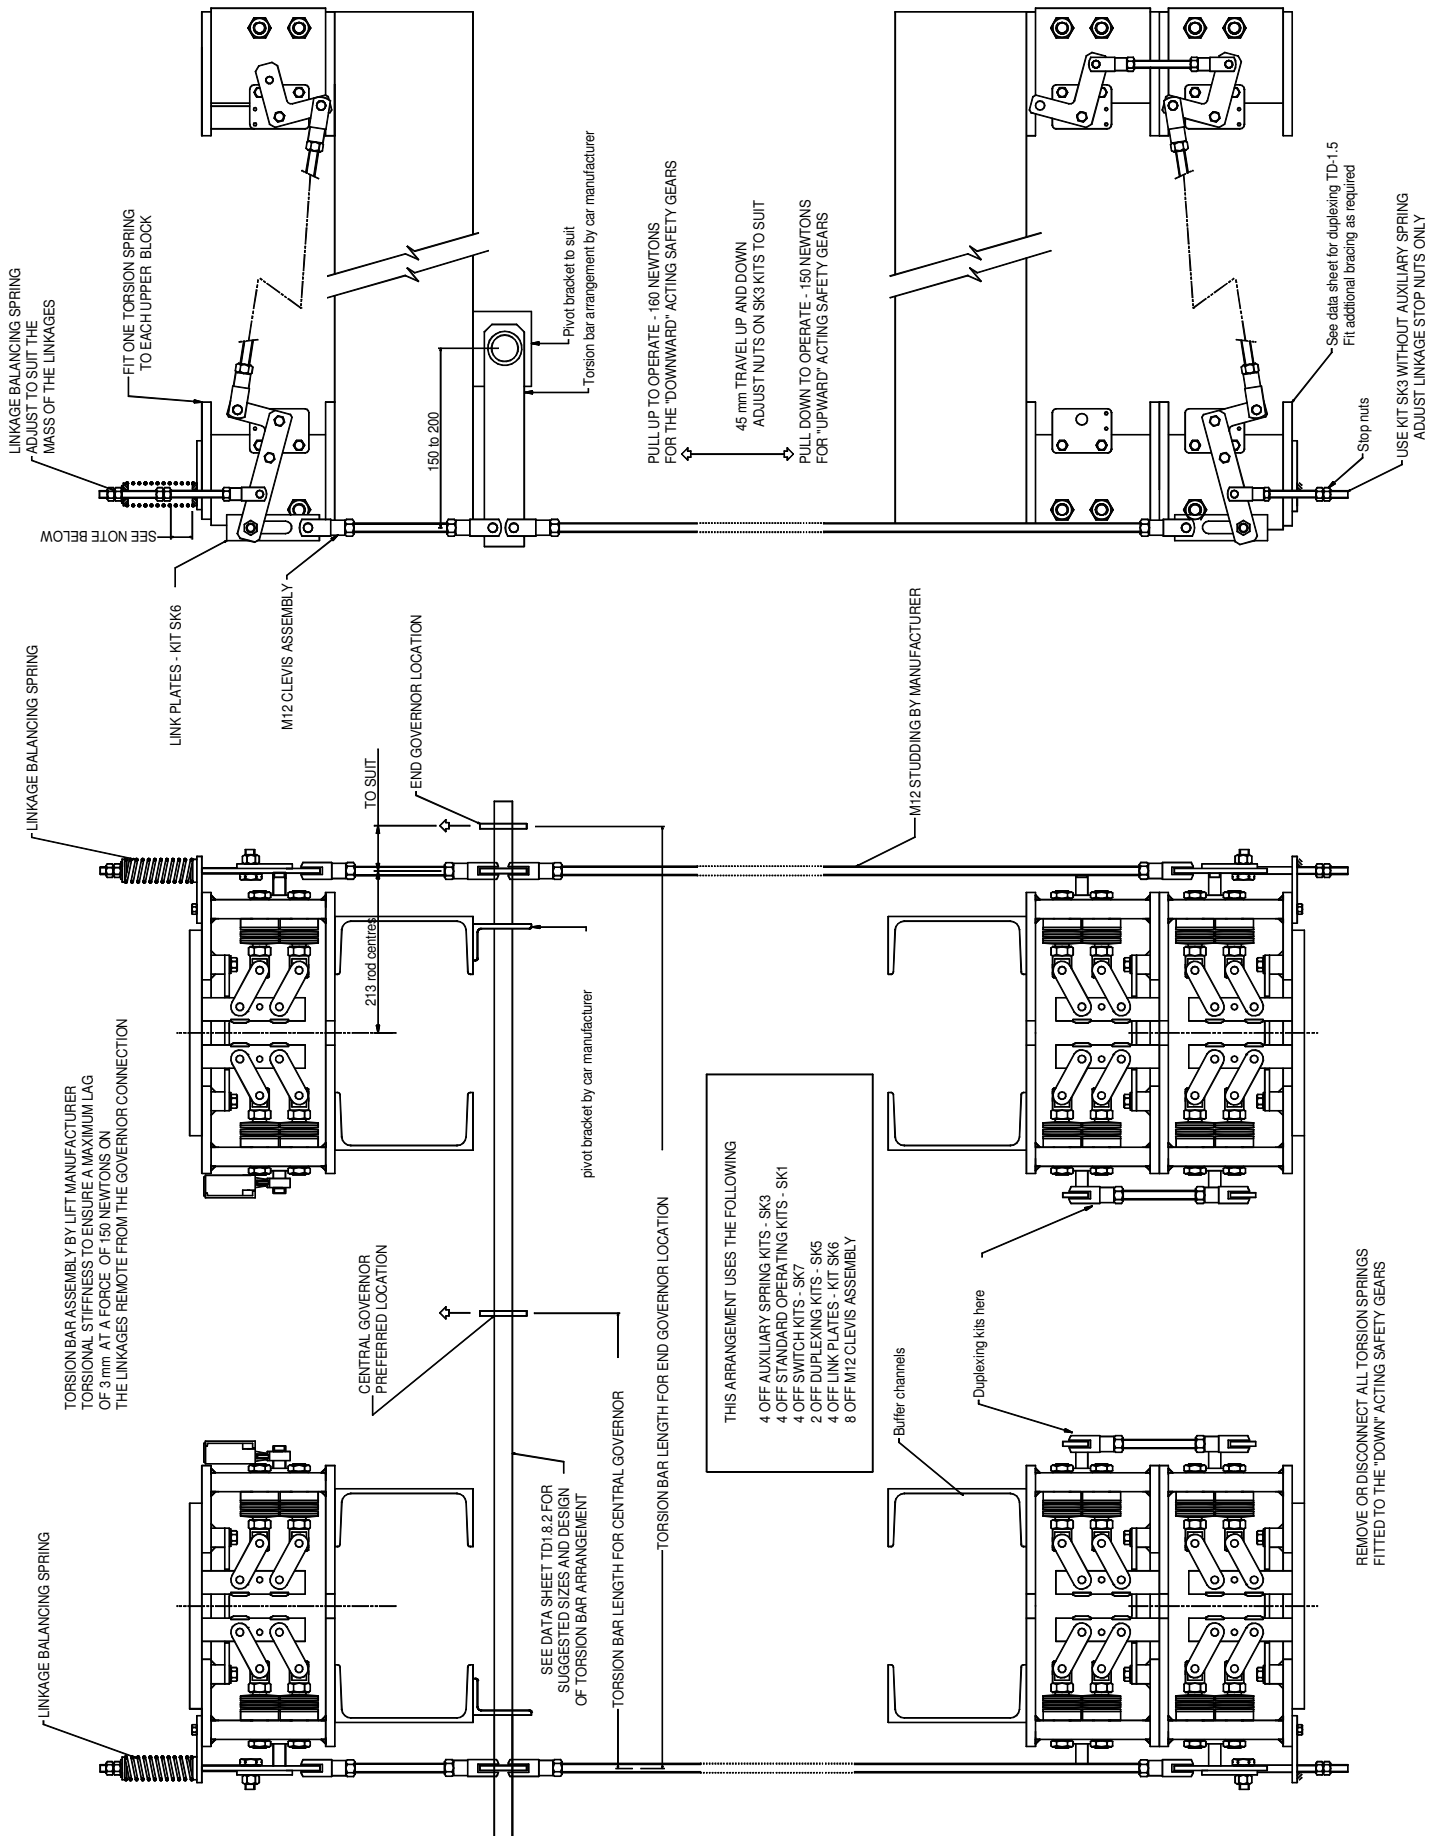 LINKAGE BALANCING SPRING
LINKAGE BALANCING SPRING
LINKAGE BALANCING SPRING
ADJUST TO SUIT THE
MASS OF THE LINKAGES
TORSION BAR ASSEMBLY BY LIFT MANUFACTURER
TORSIONAL STIFFNESS TO ENSURE A MAXIMUM LAG
OF 3 mm AT A FORCE OF 150 NEWTONS ON
THE LINKAGES REMOTE FROM THE GOVERNOR CONNECTION
FIT ONE TORSION SPRING
TO EACH UPPER BLOCK
SEE NOTE BELOW
LINK PLATES - KIT SK6
M12 CLEVIS ASSEMBLY
TO SUIT
213 rod centres
END GOVERNOR LOCATION
CENTRAL GOVERNOR
PREFERRED LOCATION
150 to 200
Pivot bracket to suit
Torsion bar arrangement by car manufacturer
pivot bracket by car manufacturer
SEE DATA SHEET TD1.8.2 FOR
SUGGESTED SIZES AND DESIGN
OF TORSION BAR ARRANGEMENT
TORSION BAR LENGTH FOR CENTRAL GOVERNOR
TORSION BAR LENGTH FOR END GOVERNOR LOCATION
PULL UP TO OPERATE - 160 NEWTONS
FOR THE "DOWNWARD" ACTING SAFETY GEARS
45 mm TRAVEL UP AND DOWN
ADJUST NUTS ON SK3 KITS TO SUIT
PULL DOWN TO OPERATE - 150 NEWTONS
FOR "UPWARD" ACTING SAFETY GEARS
THIS ARRANGEMENT USES THE FOLLOWING
4 OFF AUXILIARY SPRING KITS - SK3
4 OFF STANDARD OPERATING KITS - SK1
4 OFF SWITCH KITS - SK7
2 OFF DUPLEXING KITS - SK5
4 OFF LINK PLATES - KIT SK6
8 OFF M12 CLEVIS ASSEMBLY
M12 STUDDING BY MANUFACTURER
Buffer channels
Duplexing kits here
See data sheet for duplexing TD-1.5
Fit addtional bracing as required
Stop nuts
USE KIT SK3 WITHOUT AUXILIARY SPRING
ADJUST LINKAGE STOP NUTS ONLY
REMOVE OR DISCONNECT ALL TORSION SPRINGS
FITTED TO THE "DOWN" ACTING SAFETY GEARS